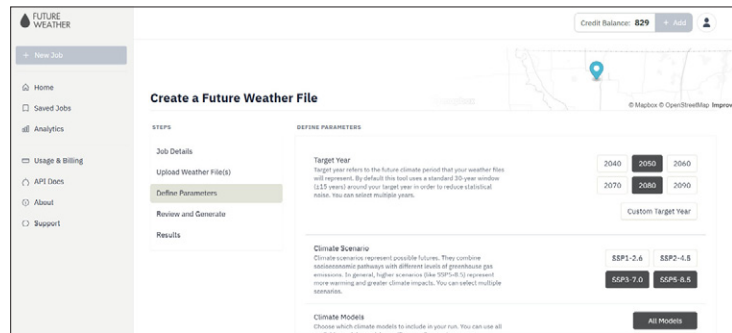 FUTURE
WEATHER
Credit Balance: 829
+ Add
+ New Job
Home
Saved Jobs
Analytics
Usage & Billing
API Docs
About
Support
© Mapbox © OpenStreetMap Improv
Create a Future Weather File
STEPS
Job Details
Upload Weather File(s)
Define Parameters
Review and Generate
Results
DEFINE PARAMETERS
Target Year
Target year refers to the future climate period that your weather files
will represent. By default this tool uses a standard 30-year window
(±15 years) around your target year in order to reduce statistical
noise. You can select multiple years.
2040 2050 2060
2070 2080 2090
Custom Target Year
Climate Scenario
Climate scenarios represent possible futures. They combine
socioeconomic pathways with different levels of greenhouse gas
emissions. In general, higher scenarios (like SSP5-8.5) represent
more warming and greater climate impacts. You can select multiple
scenarios.
SSP1-2.6 SSP2-4.5
SSP3-7.0 SSP5-8.5
Climate Models
Choose which climate models to include in your run. You can use all
All Models